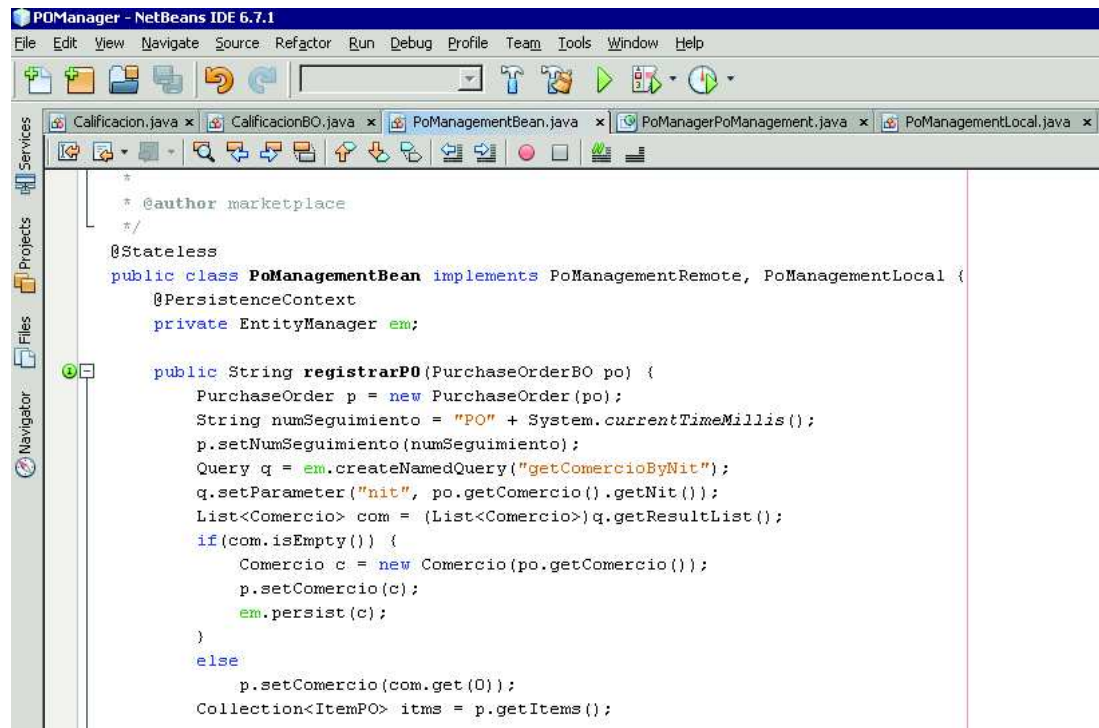 POManager - NetBeans IDE 6.7.1
File Edit View Navigate Source Refactor Run Debug Profile Team Tools Window Help
Calificacion.java x CalificacionBO.java x PoManagementBean.java x PoManagerPoManagement.java x PoManagementLocal.java x
Services
Projects
Files
Navigator
*
* @author marketplace
*/
@Stateless
public class PoManagementBean implements PoManagementRemote, PoManagementLocal {
@PersistenceContext
private EntityManager em;
public String registrarPO(PurchaseOrderBO po) {
PurchaseOrder p = new PurchaseOrder(po);
String numSeguimiento = "PO" + System.currentTimeMillis();
p.setNumSeguimiento(numSeguimiento);
Query q = em.createNamedQuery("getComercioByNit");
q.setParameter("nit", po.getComercio().getNit());
List<Comercio> com = (List<Comercio>)q.getResultList();
if(com.isEmpty()) {
Comercio c = new Comercio(po.getComercio());
p.setComercio(c);
em.persist(c);
}
else
p.setComercio(com.get(0));
Collection<ItemPO> itms = p.getItems();